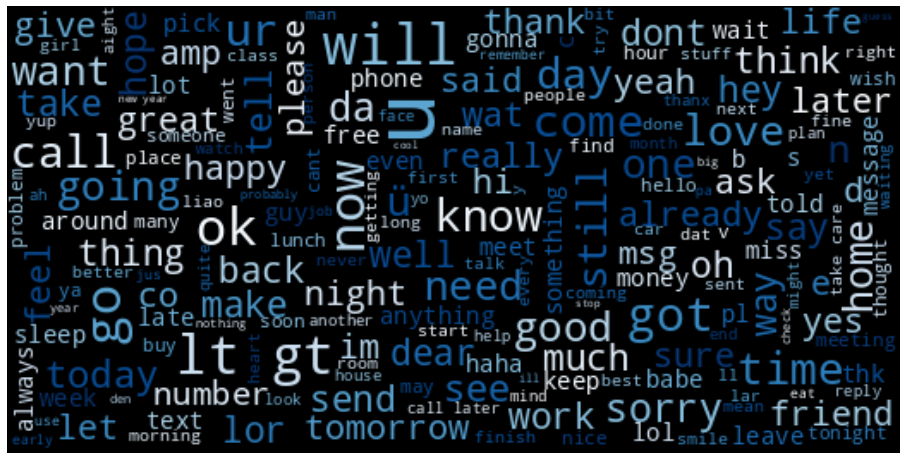 give
girl
aight
hope
pick
ur
man
bit
thank
dont
wait
life
class
will
gonna
remember
c
try
hour
stuff
right
want
amp
tell
please
phone
said
day
yeah
think
wish
take
lot
new year
went
person
da
face
wat
people
thanx
hey
later
yup
great
someone
free
u
name
come
done
next
fine
plan
n
call
place
watch
cant
now
even
cool
really
find
love
month
one
big
b
s
yet
message
waiting
problem
ah
going
happy
liao
probably
getting
ü
yo
first
hi
y
hello
ask
d
around
many
ok
guy
job
long
know
something
still
already
told
say
home
thing
quite
lunch
never
well
meet
talk
every
car
dat
v
take care
thought
feel
ya
better
jus
back
msg
oh
miss
might
year
go
co
make
night
need
money
sent
way
e
sleep
late
nothing
soon
another
anything
coming
stop
got
pl
check
yes
always
buy
lt
gt
im
start
help
good
end
meeting
today
heart
room
house
dear
haha
much
sure
time
thk
week
den
number
look
may
see
ill
mind
keep
best
babe
ll
lar
eat
reply
use
early
let
text
morning
lor
send
tomorrow
call later
finish
work
nice
lol
sorry
smile
mean
leave
friend
tonight